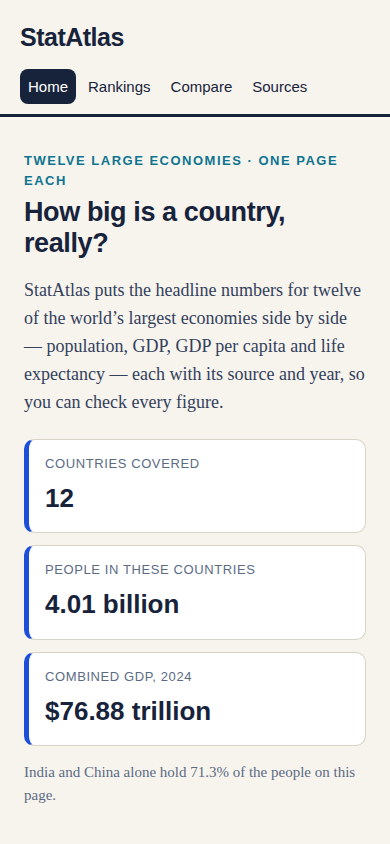 StatAtlas
Home Rankings Compare Sources
TWELVE LARGE ECONOMIES · ONE PAGE
EACH
How big is a country,
really?
StatAtlas puts the headline numbers for twelve
of the world’s largest economies side by side
— population, GDP, GDP per capita and life
expectancy — each with its source and year, so
you can check every figure.
COUNTRIES COVERED
12
PEOPLE IN THESE COUNTRIES
4.01 billion
COMBINED GDP, 2024
$76.88 trillion
India and China alone hold 71.3% of the people on this
page.